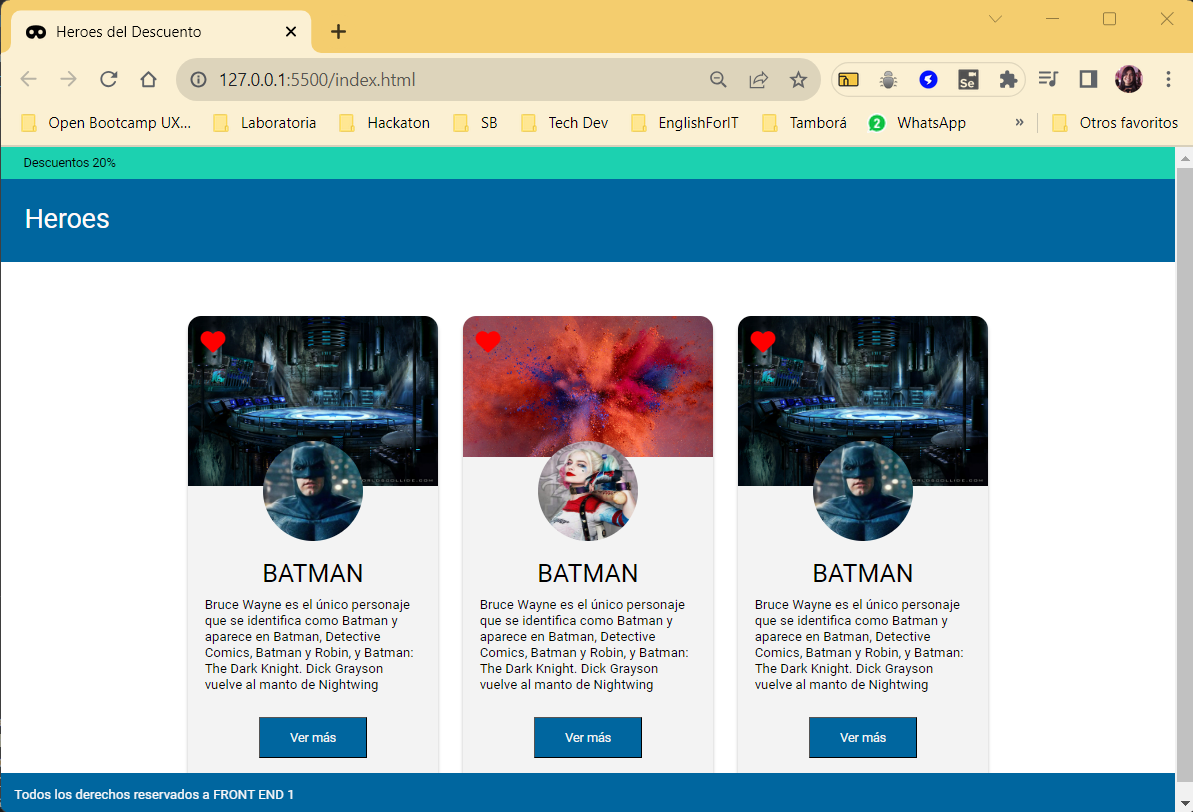 Heroes del Descuento
127.0.0.1:5500/index.html
Se
Open Bootcamp UX...
Laboratoria
Hackaton
SB
Tech Dev
EnglishForIT
Tamborá
2
WhatsApp
»
Otros favoritos
Descuentos 20%
Heroes
BATMAN
Bruce Wayne es el único personaje
que se identifica como Batman y
aparece en Batman, Detective
Comics, Batman y Robin, y Batman:
The Dark Knight. Dick Grayson
vuelve al manto de Nightwing
Ver más
BATMAN
Bruce Wayne es el único personaje
que se identifica como Batman y
aparece en Batman, Detective
Comics, Batman y Robin, y Batman:
The Dark Knight. Dick Grayson
vuelve al manto de Nightwing
Ver más
BATMAN
Bruce Wayne es el único personaje
que se identifica como Batman y
aparece en Batman, Detective
Comics, Batman y Robin, y Batman:
The Dark Knight. Dick Grayson
vuelve al manto de Nightwing
Ver más
Todos los derechos reservados a FRONT END 1